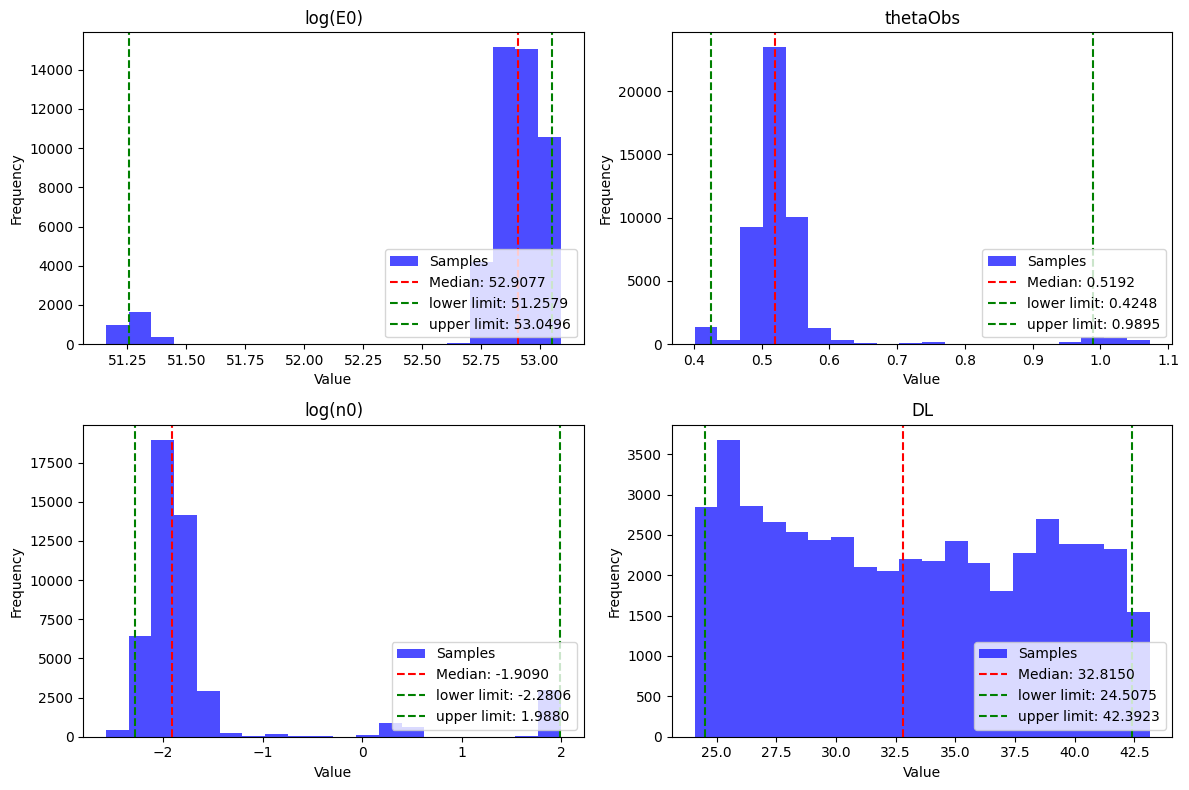 log(E0)
14000
12000
10000
8000
6000
4000
2000
0
Frequency
51.25
51.50
51.75
52.00
52.25
52.50
52.75
53.00
Value
Samples
Median: 52.9077
lower limit: 51.2579
upper limit: 53.0496
thetaObs
20000
15000
10000
5000
0
Frequency
0.4
0.5
0.6
0.7
0.8
0.9
1.0
1.1
Value
Samples
Median: 0.5192
lower limit: 0.4248
upper limit: 0.9895
log(n0)
17500
15000
12500
10000
7500
5000
2500
0
Frequency
−2
−1
0
1
2
Value
Samples
Median: -1.9090
lower limit: -2.2806
upper limit: 1.9880
DL
3500
3000
2500
2000
1500
1000
500
0
Frequency
25.0
27.5
30.0
32.5
35.0
37.5
40.0
42.5
Value
Samples
Median: 32.8150
lower limit: 24.5075
upper limit: 42.3923